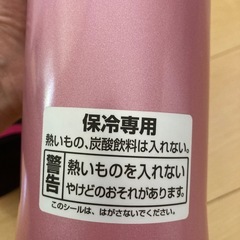 保冷専用
熱いもの、炭酸飲料は入れない。
警告
熱いものを入れない
やけどのおそれがあります。
このシールは、はがさないでください。